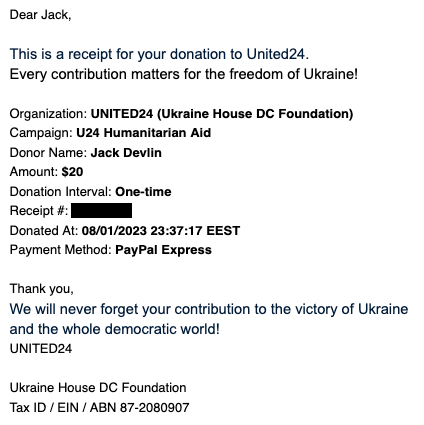 Dear Jack,
This is a receipt for your donation to United24.
Every contribution matters for the freedom of Ukraine!
Organization: UNITED24 (Ukraine House DC Foundation)
Campaign: U24 Humanitarian Aid
Donor Name: Jack Devlin
Amount: $20
Donation Interval: One-time
Receipt #:
Donated At: 08/01/2023 23:37:17 EEST
Payment Method: PayPal Express
Thank you,
We will never forget your contribution to the victory of Ukraine
and the whole democratic world!
UNITED24
Ukraine House DC Foundation
Tax ID / EIN / ABN 87-2080907